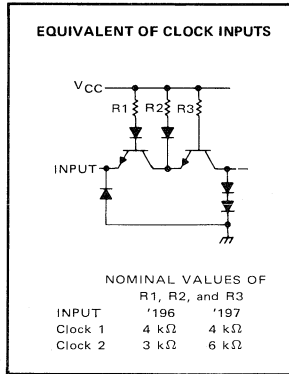 EQUIVALENT OF CLOCK INPUTS
VCC
R1 R2 R3
INPUT
NOMINAL VALUES OF
R1, R2, and R3
INPUT '196 '197
Clock 1 4 kΩ 4 kΩ
Clock 2 3 kΩ 6 kΩ